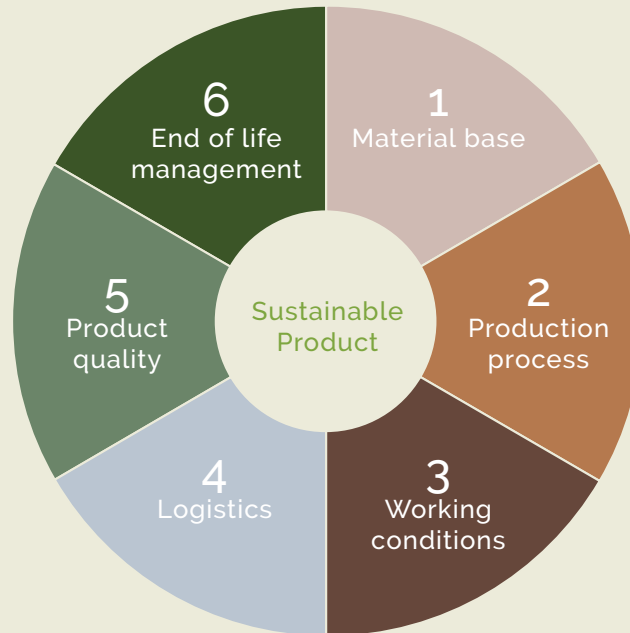 1
Material base
2
Production
process
3
Working
conditions
4
Logistics
5
Product
quality
6
End of life
management
Sustainable
Product